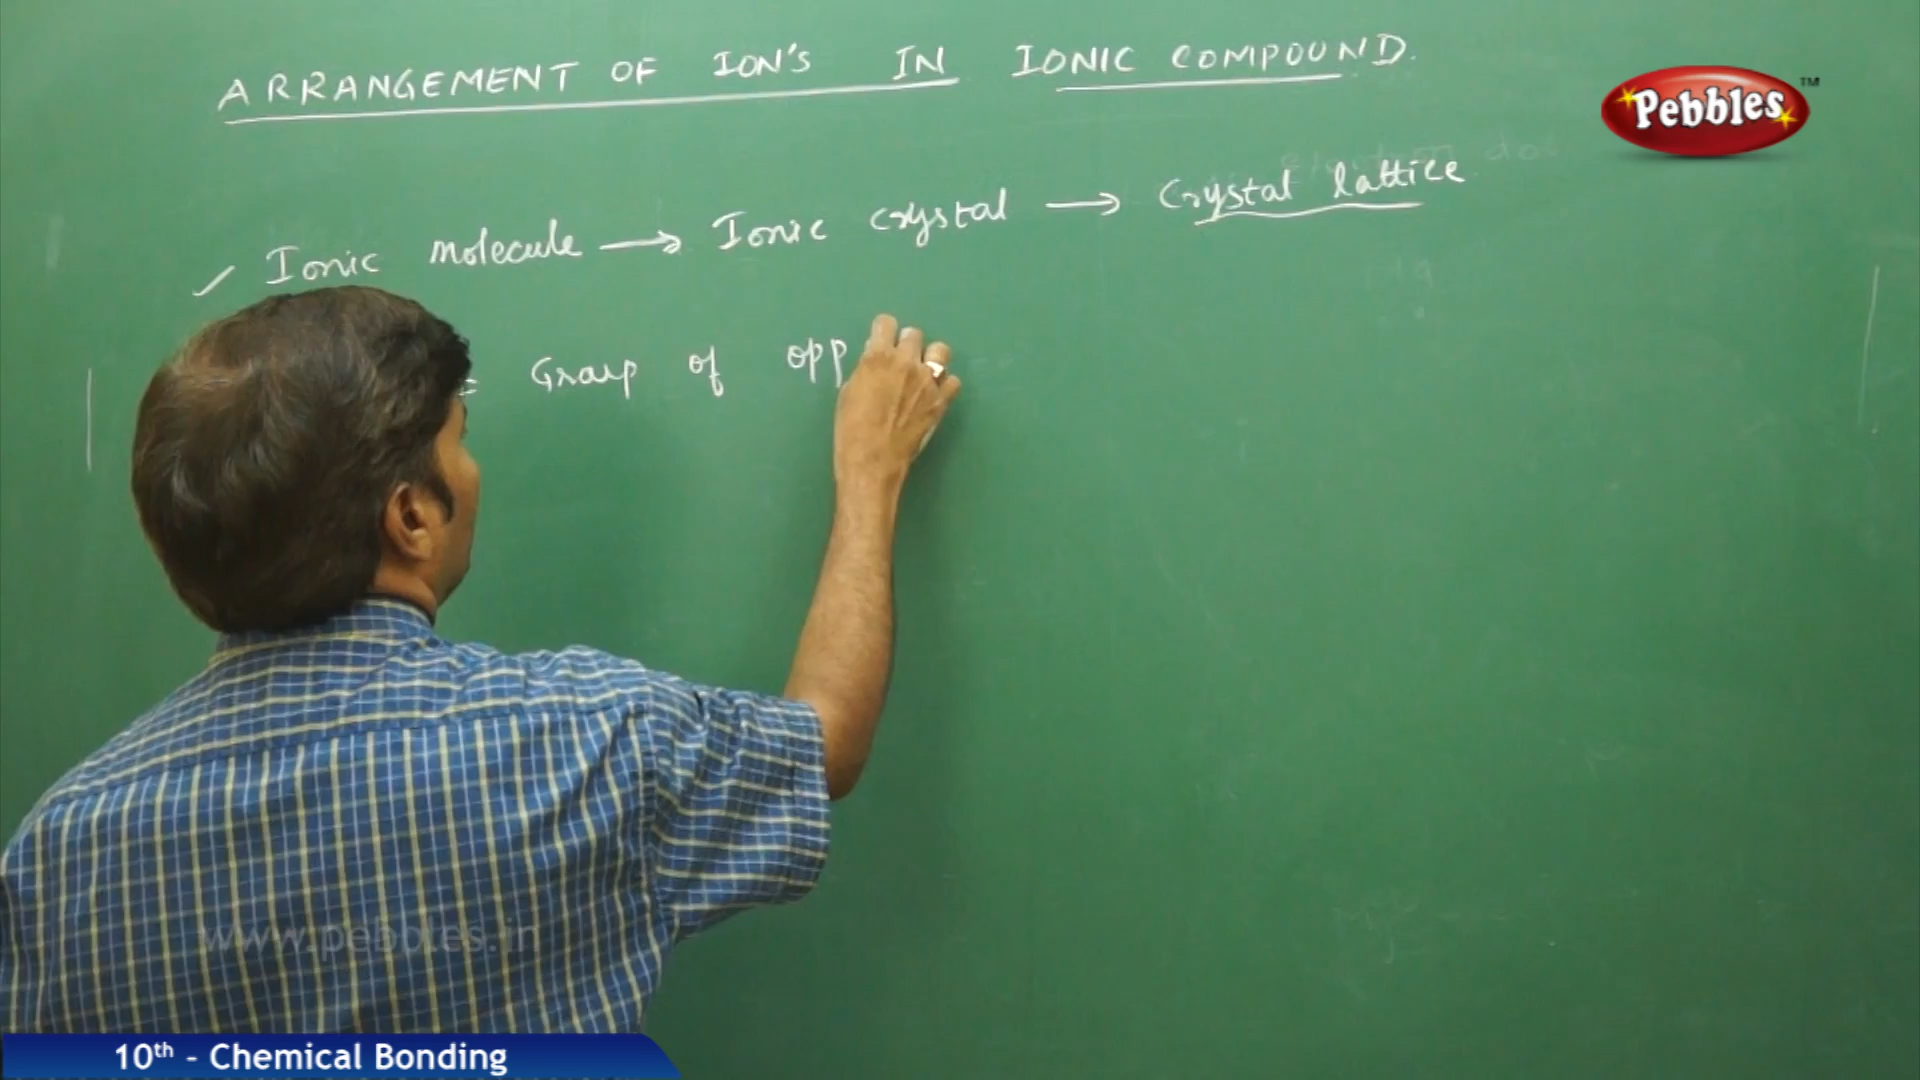 ARRANGEMENT OF ION'S IN IONIC COMPOUND.
Pebbles™
Ionic molecule → Ionic crystal → Crystal lattice
= Group of opp
www.pebbles.in
10th - Chemical Bonding